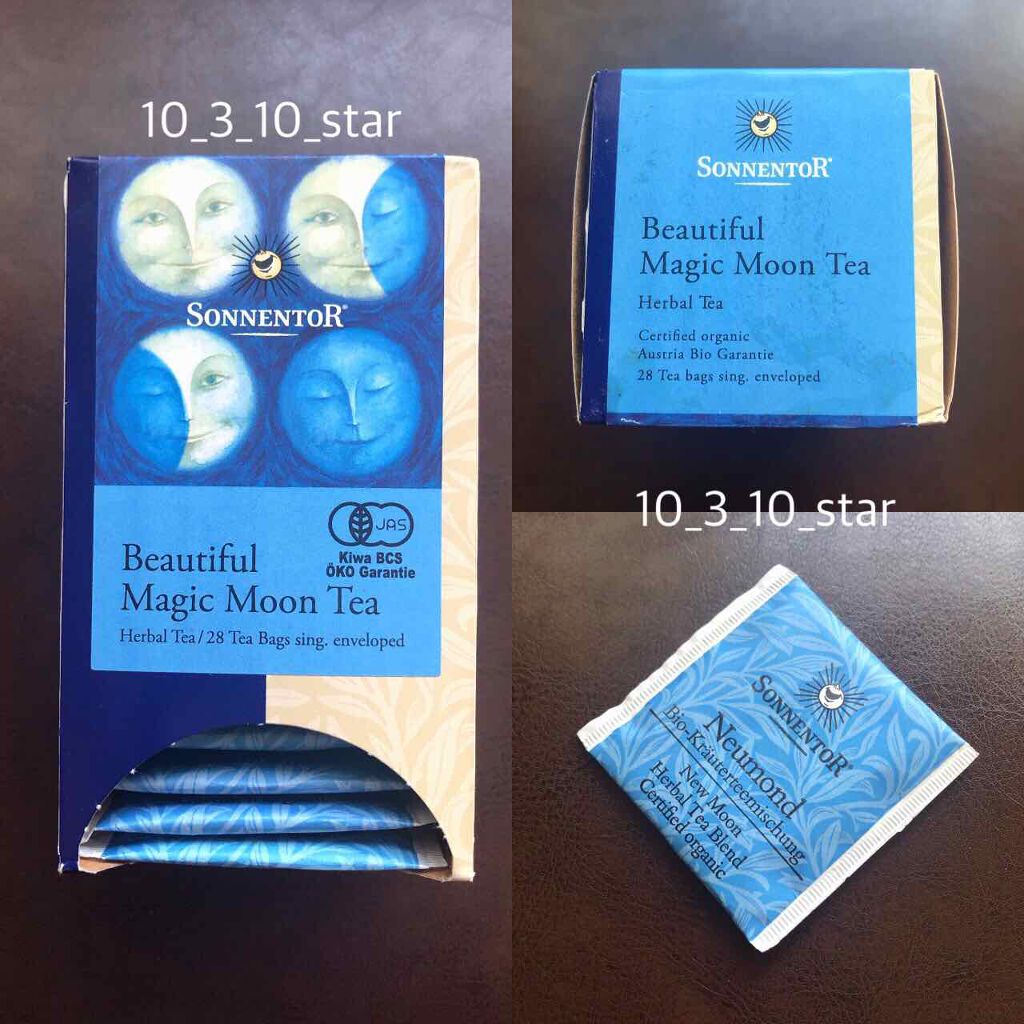 10_3_10_star
SONNENTOR®
JAS
Kiwa BCS
ÖKO Garantie
Beautiful
Magic Moon Tea
Herbal Tea/28 Tea Bags sing. enveloped
SONNENTOR®
Beautiful
Magic Moon Tea
Herbal Tea
Certified organic
Austria Bio Garantie
28 Tea bags sing. enveloped
10_3_10_star
SONNENTOR®
Neumond
Bio-Kräuterteemischung
New Moon
Herbal Tea Blend
Certified organic